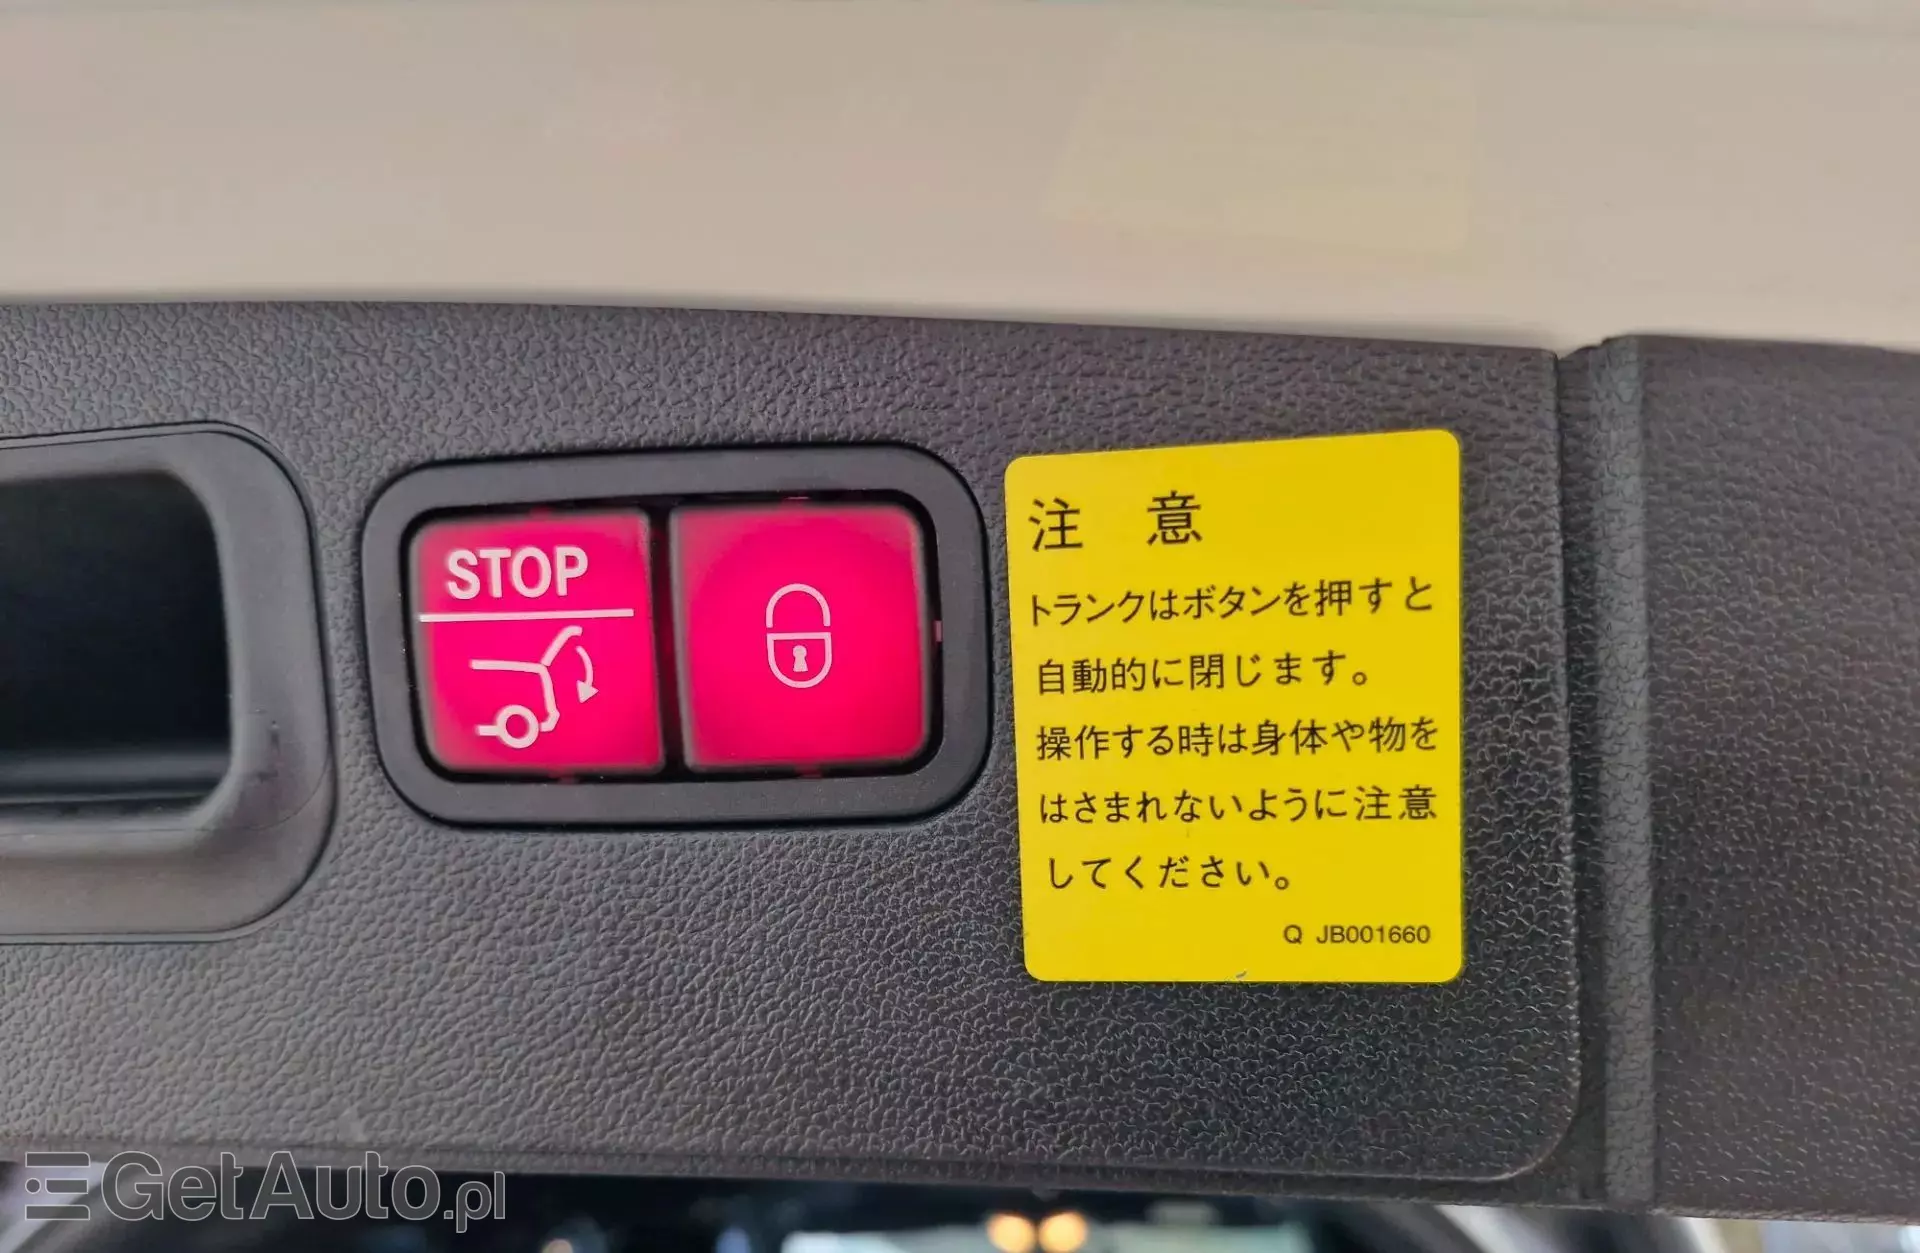 STOP
注 意
トランクはボタンを押すと
自動的に閉じます。
操作する時は身体や物を
はさまれないように注意
してください。
Q JB001660
GetAuto.pl